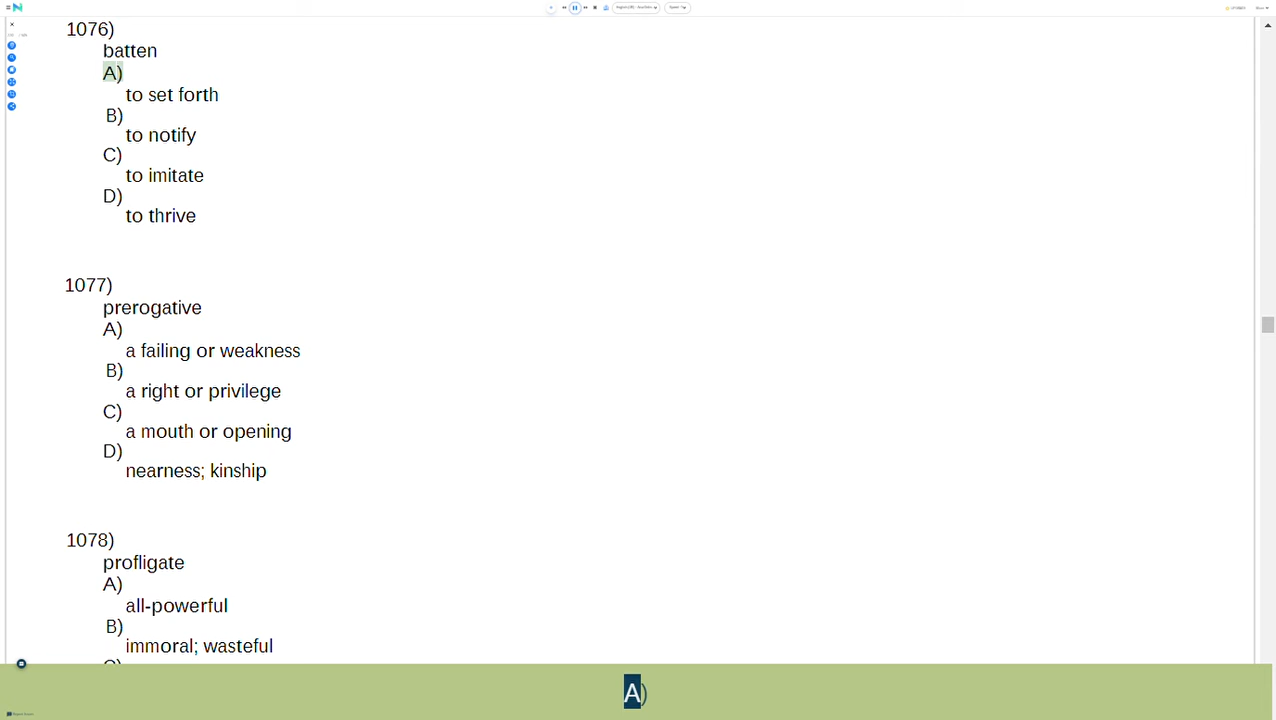 1076)
batten
A)
to set forth
B)
to notify
C)
to imitate
D)
to thrive
1077)
prerogative
A)
a failing or weakness
B)
a right or privilege
C)
a mouth or opening
D)
nearness; kinship
1078)
profligate
A)
all-powerful
B)
immoral; wasteful
C)
A)